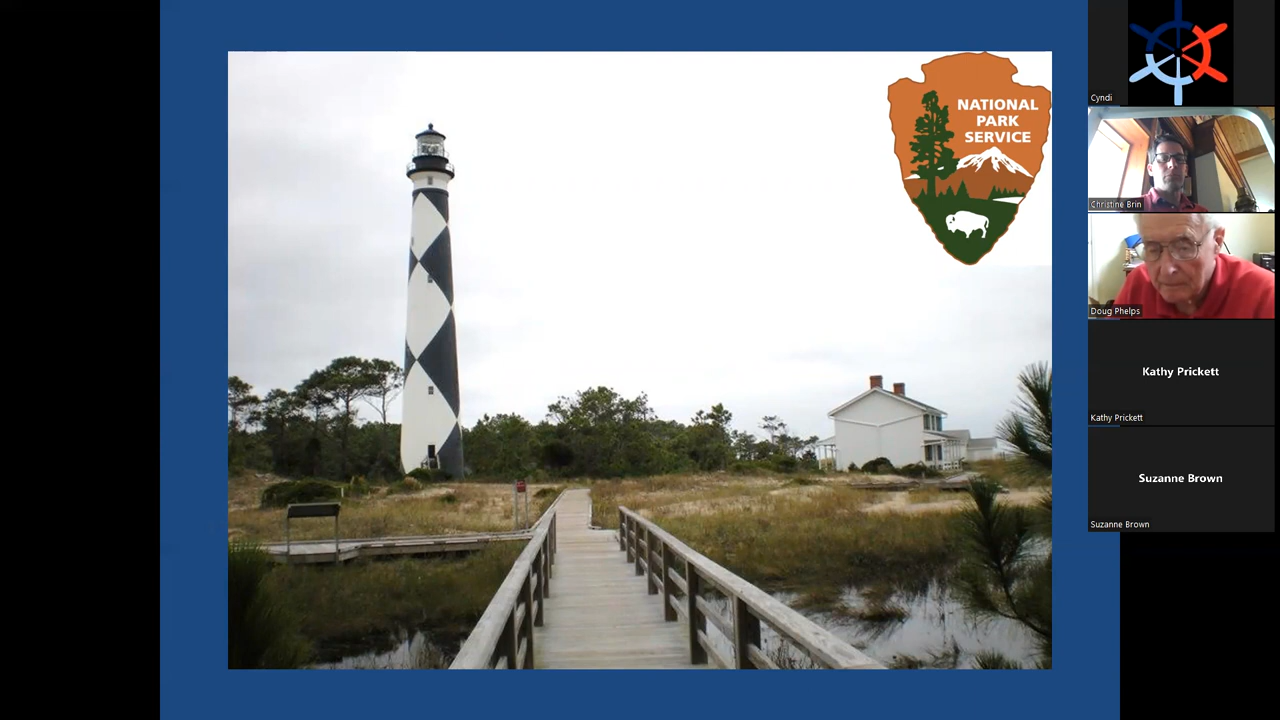 NATIONAL
PARK
SERVICE
Cyndi
Christine Brin
Doug Phelps
Kathy Prickett
Kathy Prickett
Suzanne Brown
Suzanne Brown